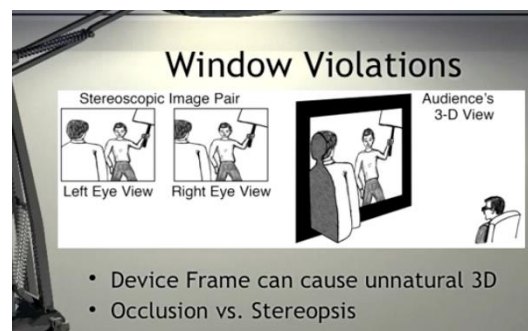 Window Violations
Stereoscopic Image Pair
Left Eye View
Right Eye View
Audience's
3-D View
• Device Frame can cause unnatural 3D
• Occlusion vs. Stereopsis